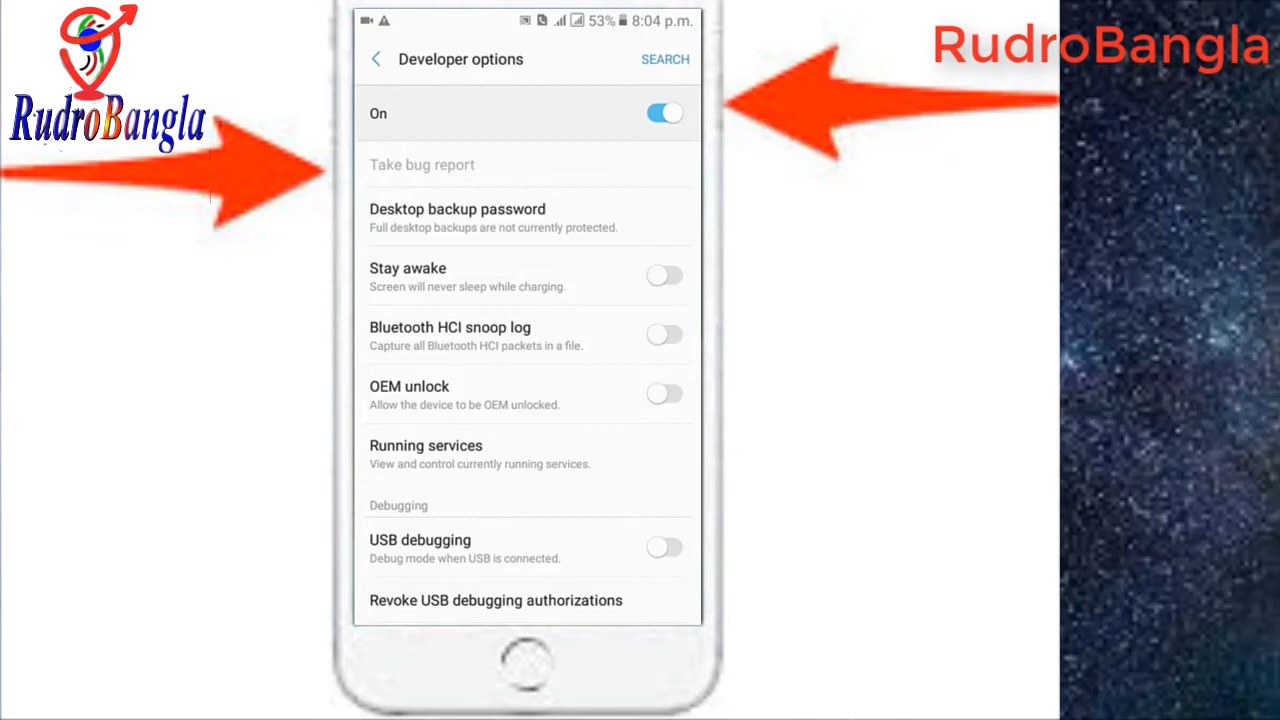 RudroBangla
RudroBangla
53% 8:04 p.m.
Developer options
SEARCH
On
Take bug report
Desktop backup password
Full desktop backups are not currently protected.
Stay awake
Screen will never sleep while charging.
Bluetooth HCI snoop log
Capture all Bluetooth HCI packets in a file.
OEM unlock
Allow the device to be OEM unlocked.
Running services
View and control currently running services.
Debugging
USB debugging
Debug mode when USB is connected.
Revoke USB debugging authorizations